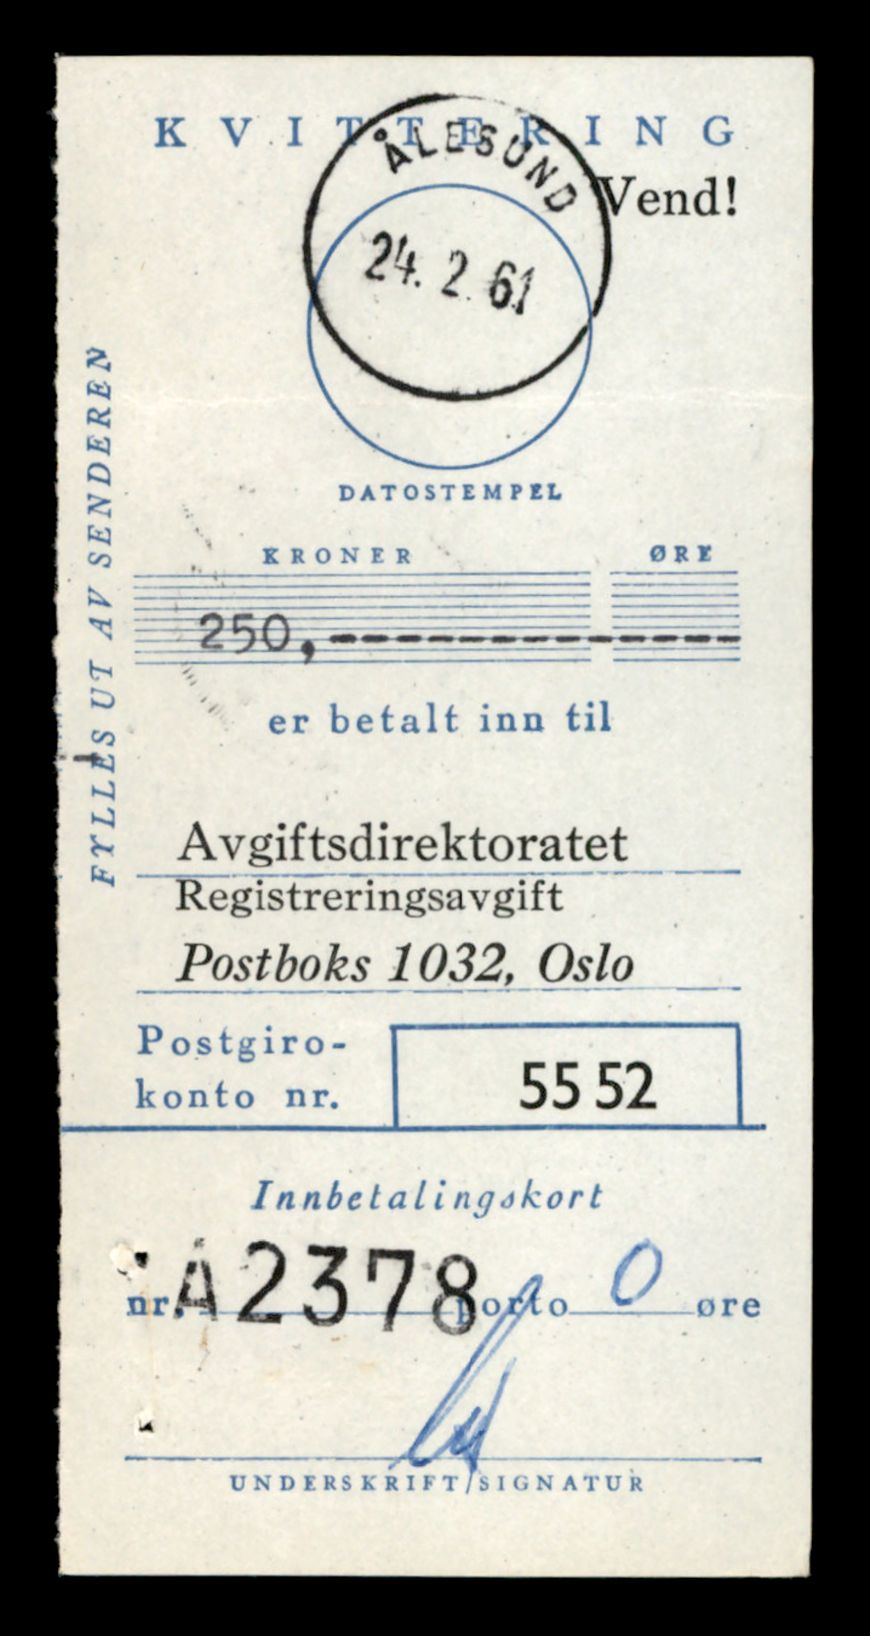 KVITTERING
ÅLESUND
Vend!
24. 2. 61
DATOSTEMPEL
FYLLES UT AV SENDEREN
KRONER ØRE
250,------------------
er betalt inn til
Avgiftsdirektoratet
Registreringsavgift
Postboks 1032, Oslo
Postgiro-
konto nr. 55 52
Innbetalingskort
nr. A2378 porto 0 øre
UNDERSKRIFT/SIGNATUR